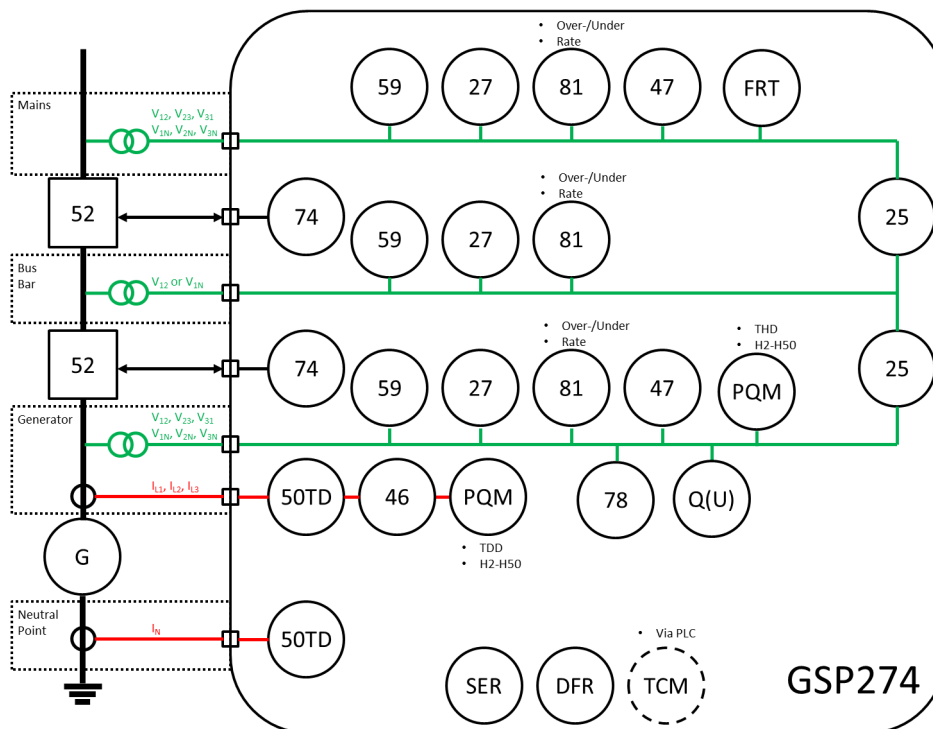 • Over-/Under
• Rate
59
27
81
47
FRT
Mains
V12, V23, V31
V1N, V2N, V3N
52
74
• Over-/Under
• Rate
59
27
81
25
Bus
Bar
V12 or V1N
52
74
• Over-/Under
• Rate
• THD
• H2-H50
59
27
81
47
PQM
25
Generator
V12, V23, V31
V1N, V2N, V3N
IL1, IL2, IL3
50TD
46
PQM
78
Q(U)
• TDD
• H2-H50
G
Neutral
Point
IN
50TD
• Via PLC
SER
DFR
TCM
GSP274